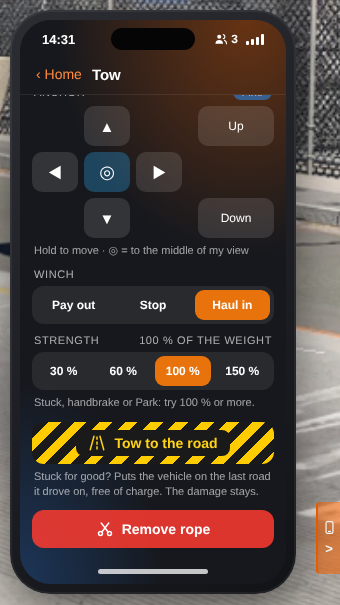 14:31
3
‹ Home Tow
Up
Down
Hold to move · ◎ = to the middle of my view
WINCH
Pay out Stop Haul in
STRENGTH 100 % OF THE WEIGHT
30 % 60 % 100 % 150 %
Stuck, handbrake or Park: try 100 % or more.
Tow to the road
Stuck for good? Puts the vehicle on the last road
it drove on, free of charge. The damage stays.
Remove rope
>